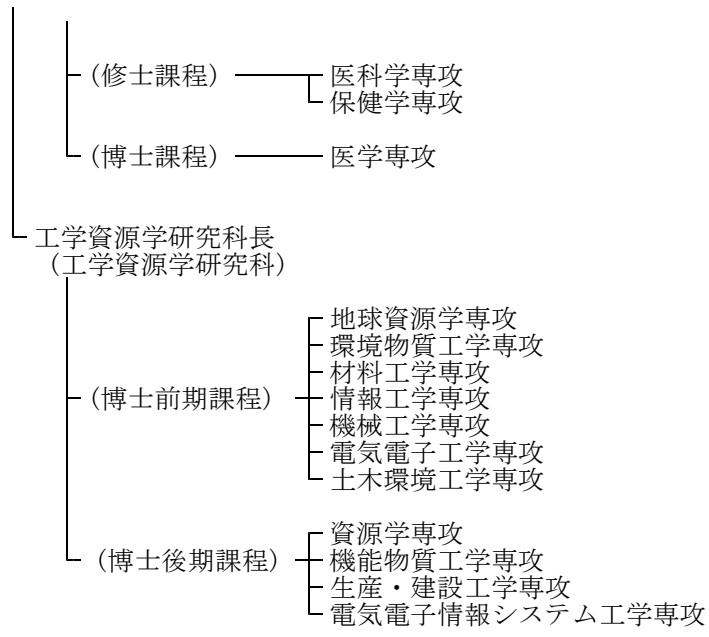 (修士課程) 医科学専攻
保健学専攻
(博士課程) 医学専攻
工学資源学研究科長
(工学資源学研究科)
地球資源学専攻
環境物質工学専攻
材料工学専攻
(博士前期課程) 情報工学専攻
機械工学専攻
電気電子工学専攻
土木環境工学専攻
資源学専攻
(博士後期課程) 機能物質工学専攻
生産・建設工学専攻
電気電子情報システム工学専攻